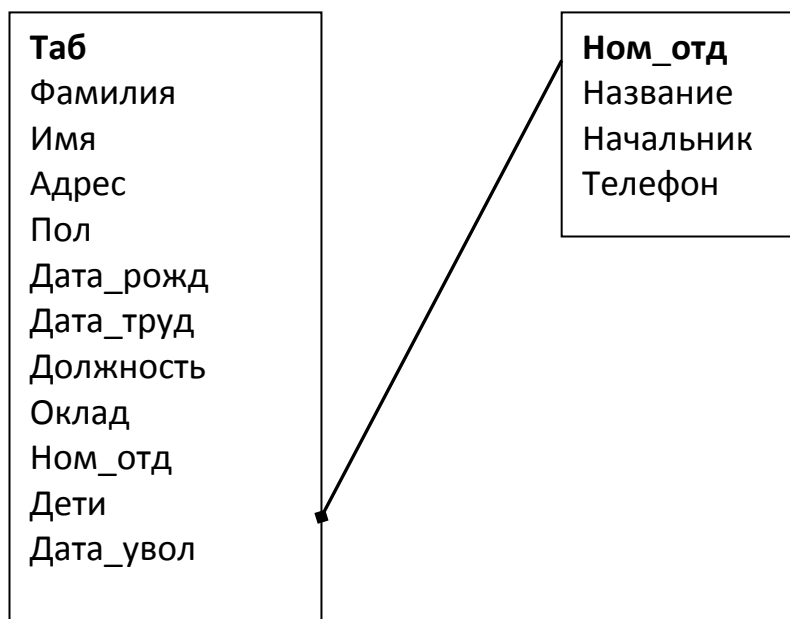 Таб
Фамилия
Имя
Адрес
Пол
Дата_рожд
Дата_труд
Должность
Оклад
Ном_отд
Дети
Дата_увол
Ном_отд
Название
Начальник
Телефон